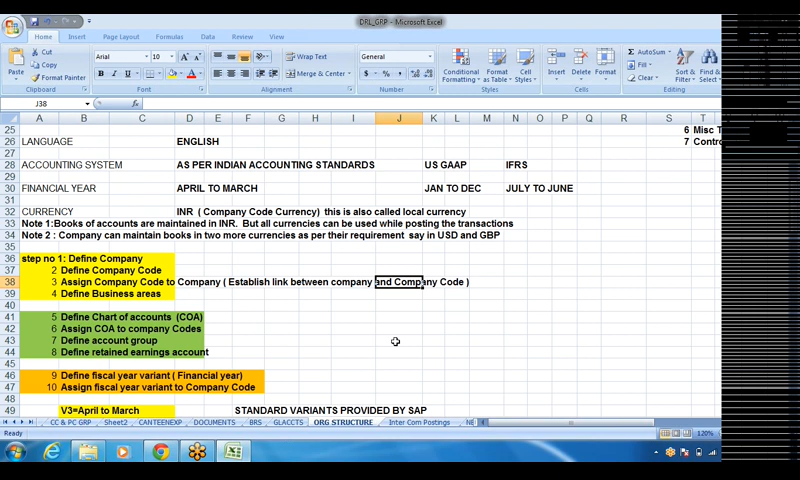 DRL_GRP - Microsoft Excel
Home Insert Page Layout Formulas Data Review View
Cut
Copy
Format Painter
Paste
Clipboard
Arial 10
Font
Wrap Text
Merge & Center
Alignment
General
Number
Conditional Formatting Format as Table Cell Styles
Styles
Insert Delete Format
Cells
AutoSum
Fill
Clear
Sort & Filter Find &
Editing
J38
A B C D E F G H I J K L M N O P Q R S T
25 6 Misc T
26 LANGUAGE ENGLISH 7 Contro
28 ACCOUNTING SYSTEM AS PER INDIAN ACCOUNTING STANDARDS US GAAP IFRS
30 FINANCIAL YEAR APRIL TO MARCH JAN TO DEC JULY TO JUNE
32 CURRENCY INR ( Company Code Currency) this is also called local currency
33 Note 1:Books of accounts are maintained in INR. But all currencies can be used while posting the transactions
34 Note 2 : Company can maintain books in two more currencies as per their requirement say in USD and GBP
35
36 step no 1: Define Company
37 2 Define Company Code
38 3 Assign Company Code to Company ( Establish link between company and Company Code )
39 4 Define Business areas
40
41 5 Define Chart of accounts (COA)
42 6 Assign COA to company Codes
43 7 Define account group
44 8 Define retained earnings account
45
46 9 Define fiscal year variant ( Financial year)
47 10 Assign fiscal year variant to Company Code
48
49 V3=April to March STANDARD VARIANTS PROVIDED BY SAP
CC & PC GRP Sheet2 CANTEENEXP DOCUMENTS BRS GLACCTS ORG STRUCTURE Inter Com Postings
Ready 120%